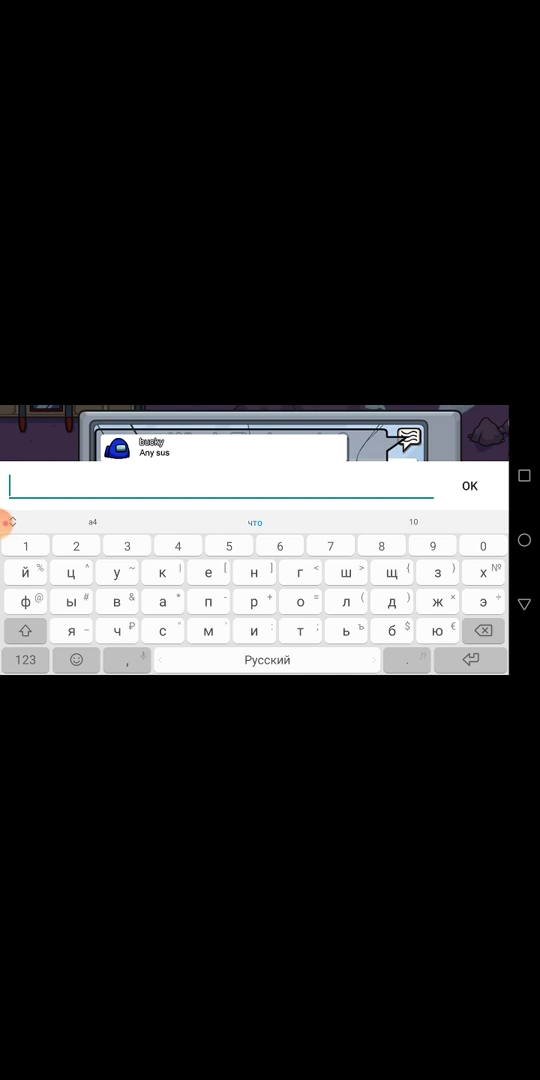 bucky
Any sus
OK
а4
что
10
1 2 3 4 5 6 7 8 9 0
й % ц ^ у ~ к | е [ н ] г < ш > щ { з } х №
ф @ ы # в & а * п - р + о = л ( д ) ж × э ÷
я _ ч ₽ с " м ' и : т ; ь ъ б $ ю €
123 , Русский .